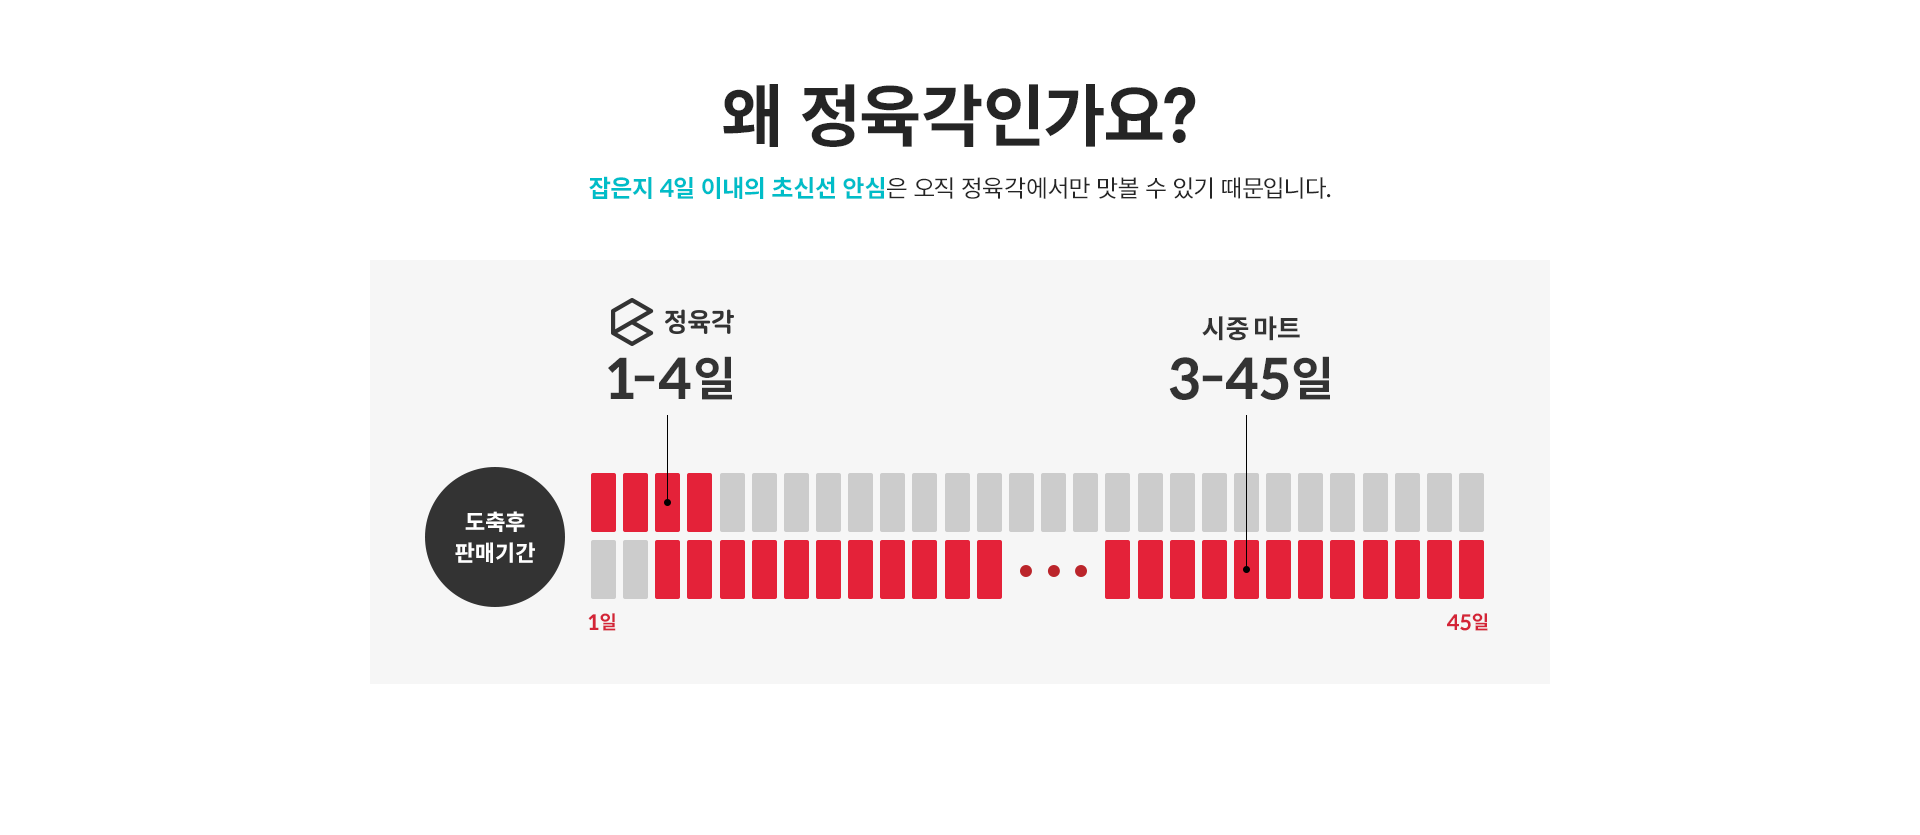 왜 정육각인가요?
잡은지 4일 이내의 초신선 안심은 오직 정육각에서만 맛볼 수 있기 때문입니다.
정육각
1-4일
시중 마트
3-45일
도축후
판매기간
1일
45일